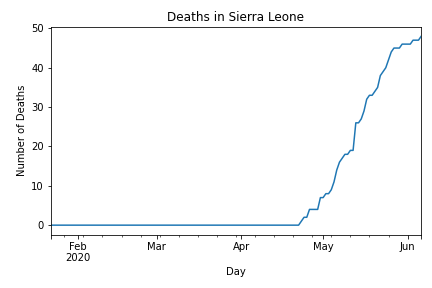 Deaths in Sierra Leone
50
40
30
20
10
0
Number of Deaths
Feb
2020
Mar
Apr
May
Jun
Day